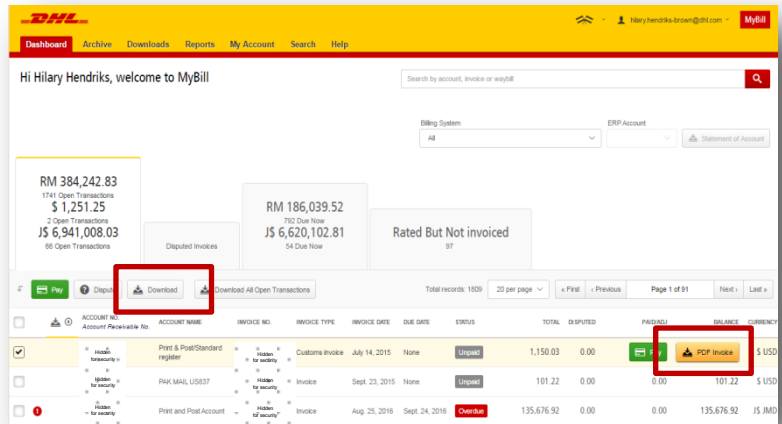 DHL
hilary.hendriks-brown@dhl.com
MyBill
Dashboard Archive Downloads Reports My Account Search Help
Hi Hilary Hendriks, welcome to MyBill
Search by account, invoice or waybill
Billing System
ERP Account
All
Statement of Account
RM 384,242.83
1741 Open Transactions
$ 1,251.25
2 Open Transactions
J$ 6,941,008.03
66 Open Transactions
Disputed Invoices
RM 186,039.52
792 Due Now
J$ 6,620,102.81
54 Due Now
Rated But Not invoiced
97
Pay Dispute Download Download All Open Transactions Total records: 1809 20 per page « First ‹ Previous Page 1 of 91 Next › Last »
ACCOUNT NO. Account Receivable No. ACCOUNT NAME INVOICE NO. INVOICE TYPE INVOICE DATE DUE DATE STATUS TOTAL DISPUTED PAID/ADJ BALANCE CURRENCY
Hidden for security Print & Post/Standard register Hidden for security Customs Invoice July 14, 2015 None Unpaid 1,150.03 0.00 Pay PDF Invoice $ USD
Hidden for security PAK MAIL US837 Hidden for security Invoice Sept. 23, 2015 None Unpaid 101.22 0.00 0.00 101.22 $ USD
Hidden for security Print and Post Account Hidden for security Invoice Aug. 25, 2016 Sept. 24, 2016 Overdue 135,676.92 0.00 0.00 135,676.92 J$ JMD